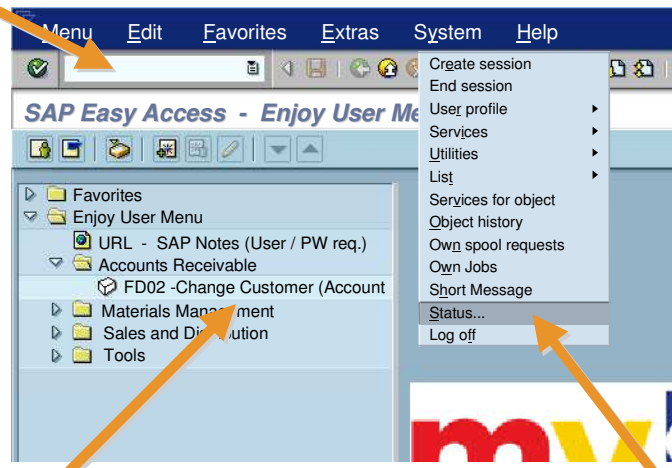 Menu Edit Favorites Extras System Help
SAP Easy Access - Enjoy User Me
Create session
End session
User profile
Services
Utilities
List
Services for object
Object history
Own spool requests
Own Jobs
Short Message
Status...
Log off
Favorites
Enjoy User Menu
URL - SAP Notes (User / PW req.)
Accounts Receivable
FD02 -Change Customer (Account
Materials Management
Sales and Distribution
Tools
my